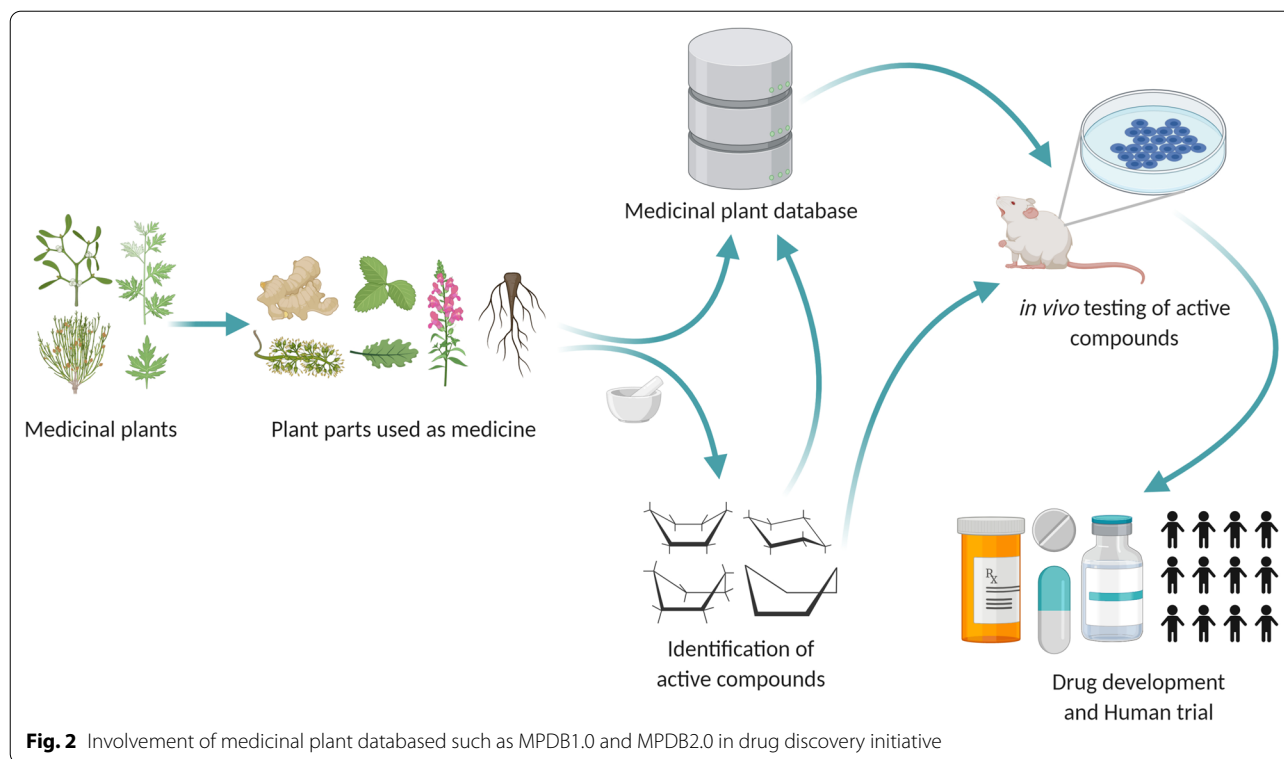 Medicinal plant database
in vivo testing of active
compounds
Medicinal plants
Plant parts used as medicine
Identification of
active compounds
Rx
Drug development
and Human trial
Fig. 2 Involvement of medicinal plant databased such as MPDB1.0 and MPDB2.0 in drug discovery initiative